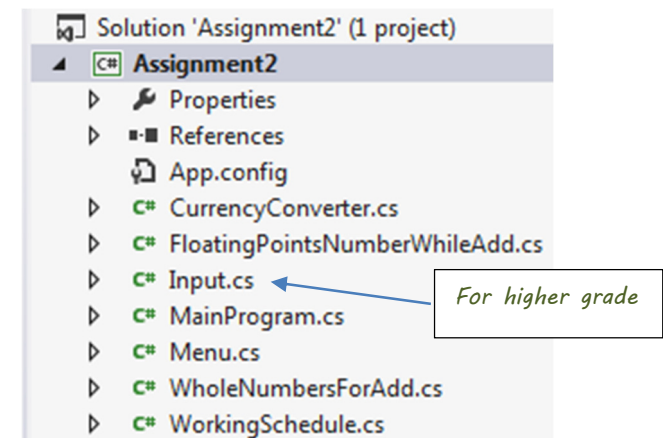 Solution 'Assignment2' (1 project)
C# Assignment2
Properties
References
App.config
C# CurrencyConverter.cs
C# FloatingPointsNumberWhileAdd.cs
C# Input.cs
For higher grade
C# MainProgram.cs
C# Menu.cs
C# WholeNumbersForAdd.cs
C# WorkingSchedule.cs